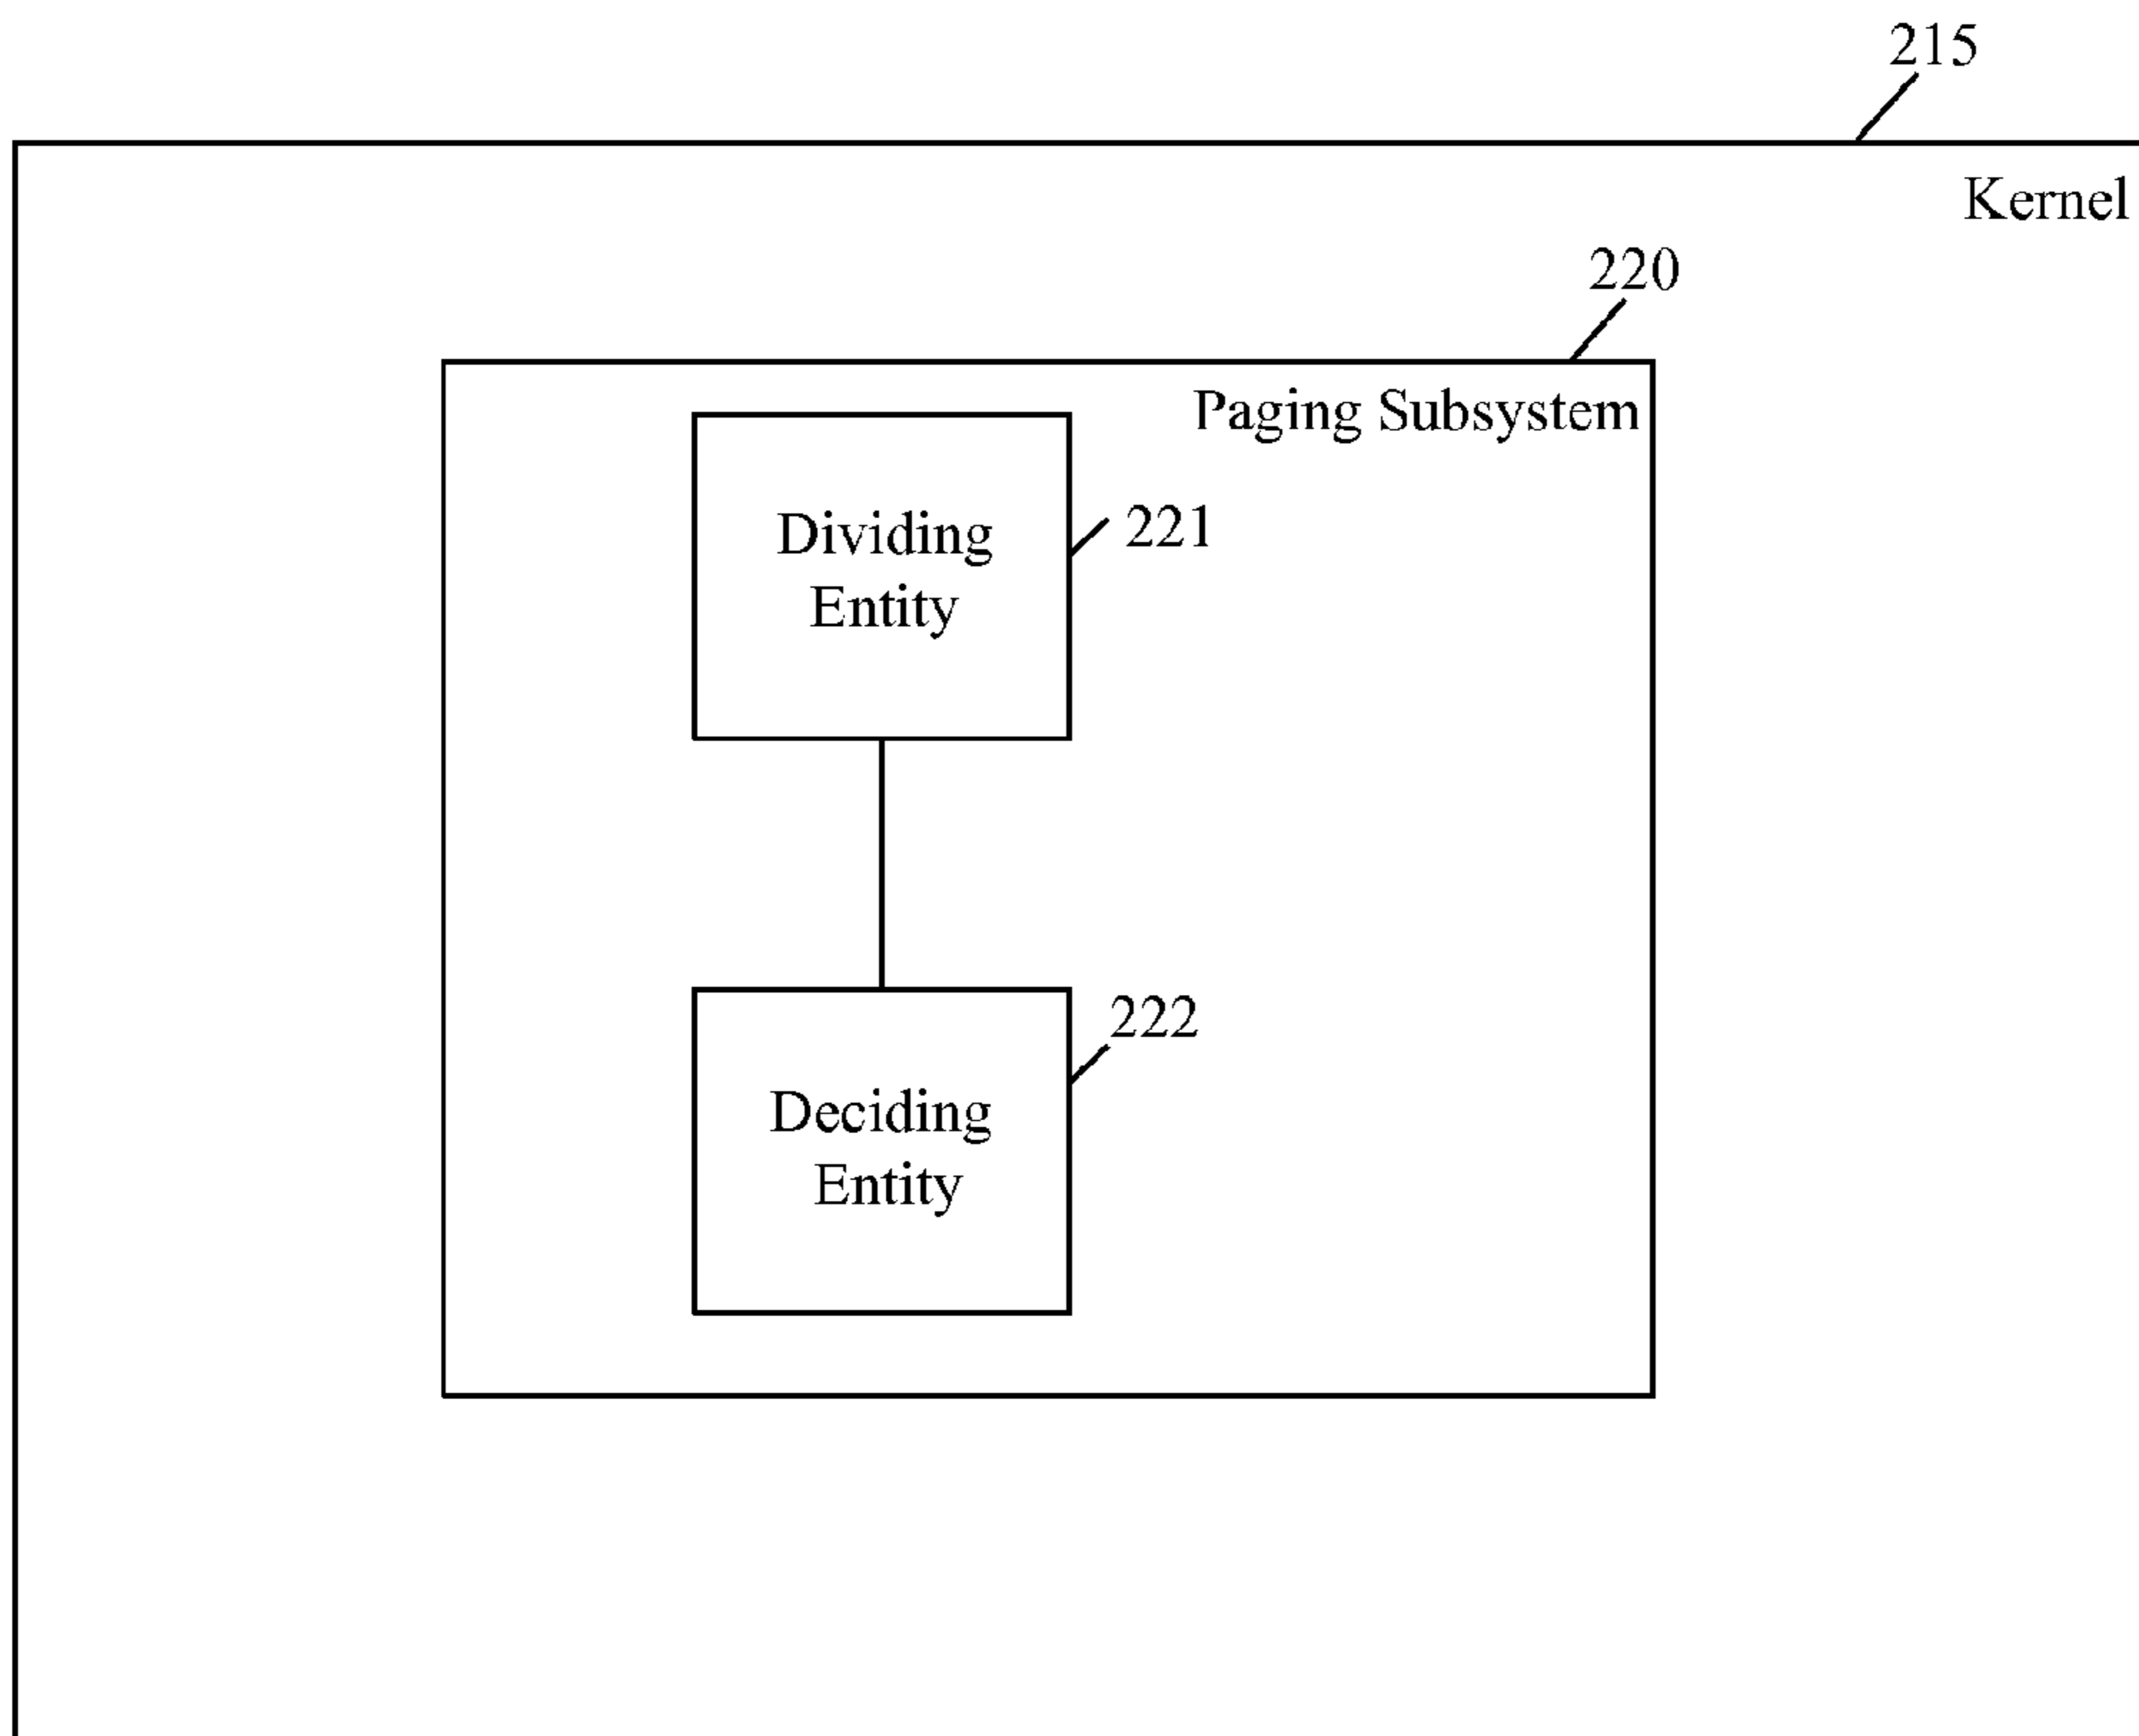 215
Kernel
220
Paging Subsystem
Dividing
Entity
221
222
Deciding
Entity